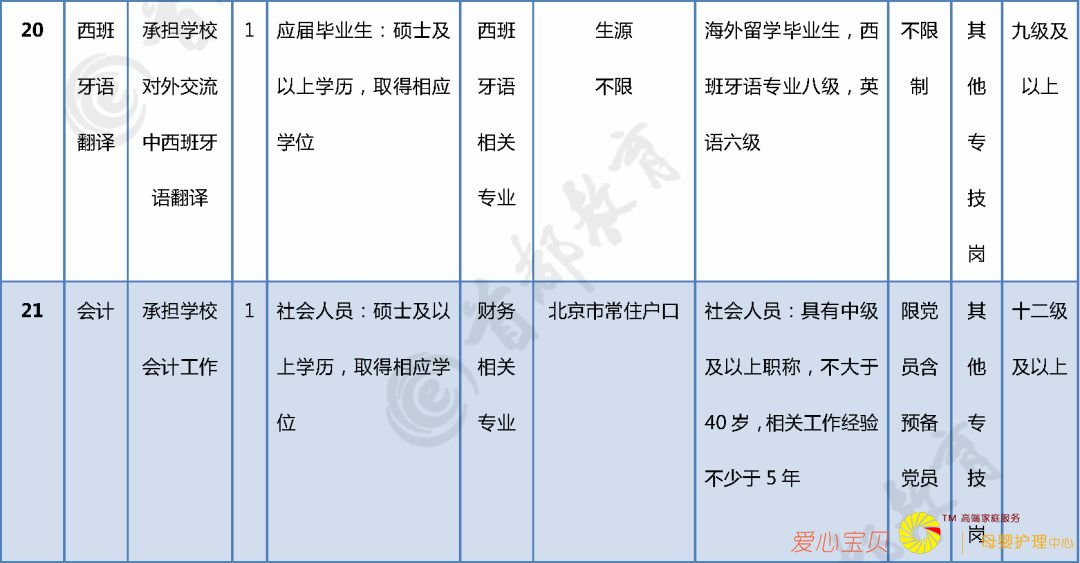 20
西班
牙语
翻译
承担学校
对外交流
中西班牙
语翻译
1
应届毕业生：硕士及
以上学历，取得相应
学位
西班
牙语
相关
专业
生源
不限
海外留学毕业生，西
班牙语专业八级，英
语六级
不限
制
其
他
专
技
岗
九级及
以上
21
会计
承担学校
会计工作
1
社会人员：硕士及以
上学历，取得相应学
位
财务
相关
专业
北京市常住户口
社会人员：具有中级
及以上职称，不大于
40岁，相关工作经验
不少于5年
限党
员含
预备
党员
其
他
专
技
岗
十二级
及以上
首都教育
首都教育
爱心宝贝
TM 高端家庭服务
母婴护理中心